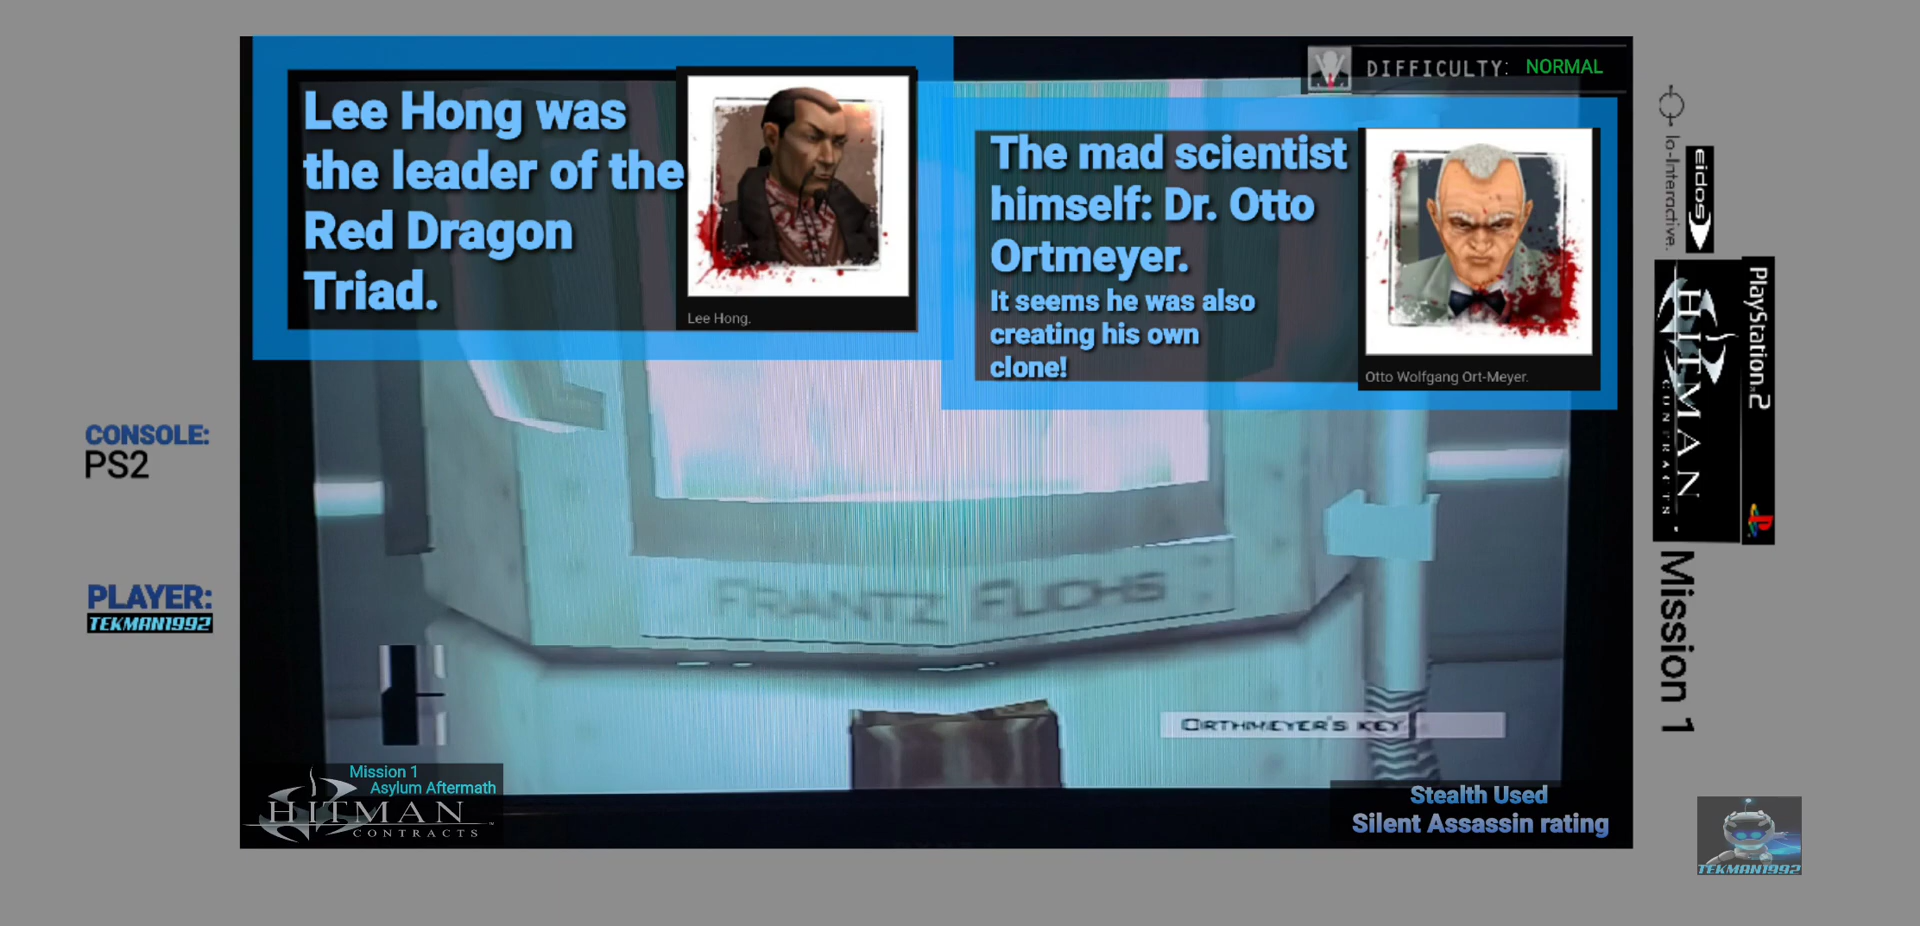 Lee Hong was
the leader of the
Red Dragon
Triad.
Lee Hong.
DIFFICULTY: NORMAL
The mad scientist
himself: Dr. Otto
Ortmeyer.
It seems he was also
creating his own
clone!
Otto Wolfgang Ort-Meyer.
CONSOLE:
PS2
PLAYER:
TEKMAN1992
FRANTZ FUCHS
ORTHMEYER'S KEY
Mission 1
Asylum Aftermath
HITMAN
CONTRACTS
Stealth Used
Silent Assassin rating
Io-Interactive.
eidos
PlayStation.2
HITMAN
CONTRACTS
Mission 1
TEKMAN1992